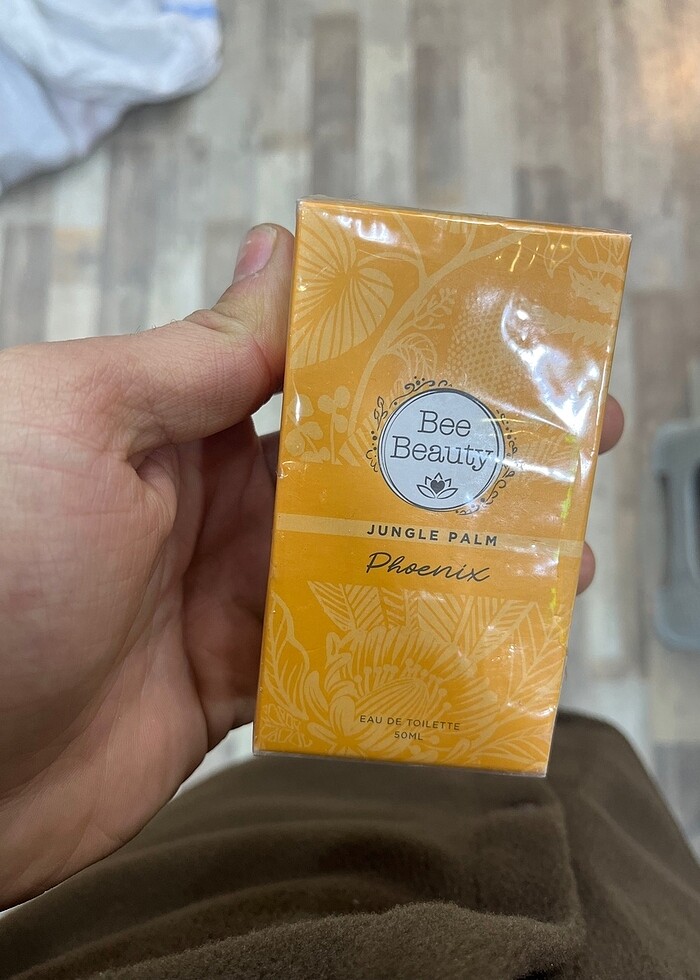 Bee
Beauty
JUNGLE PALM
Phoenix
EAU DE TOILETTE
50ML